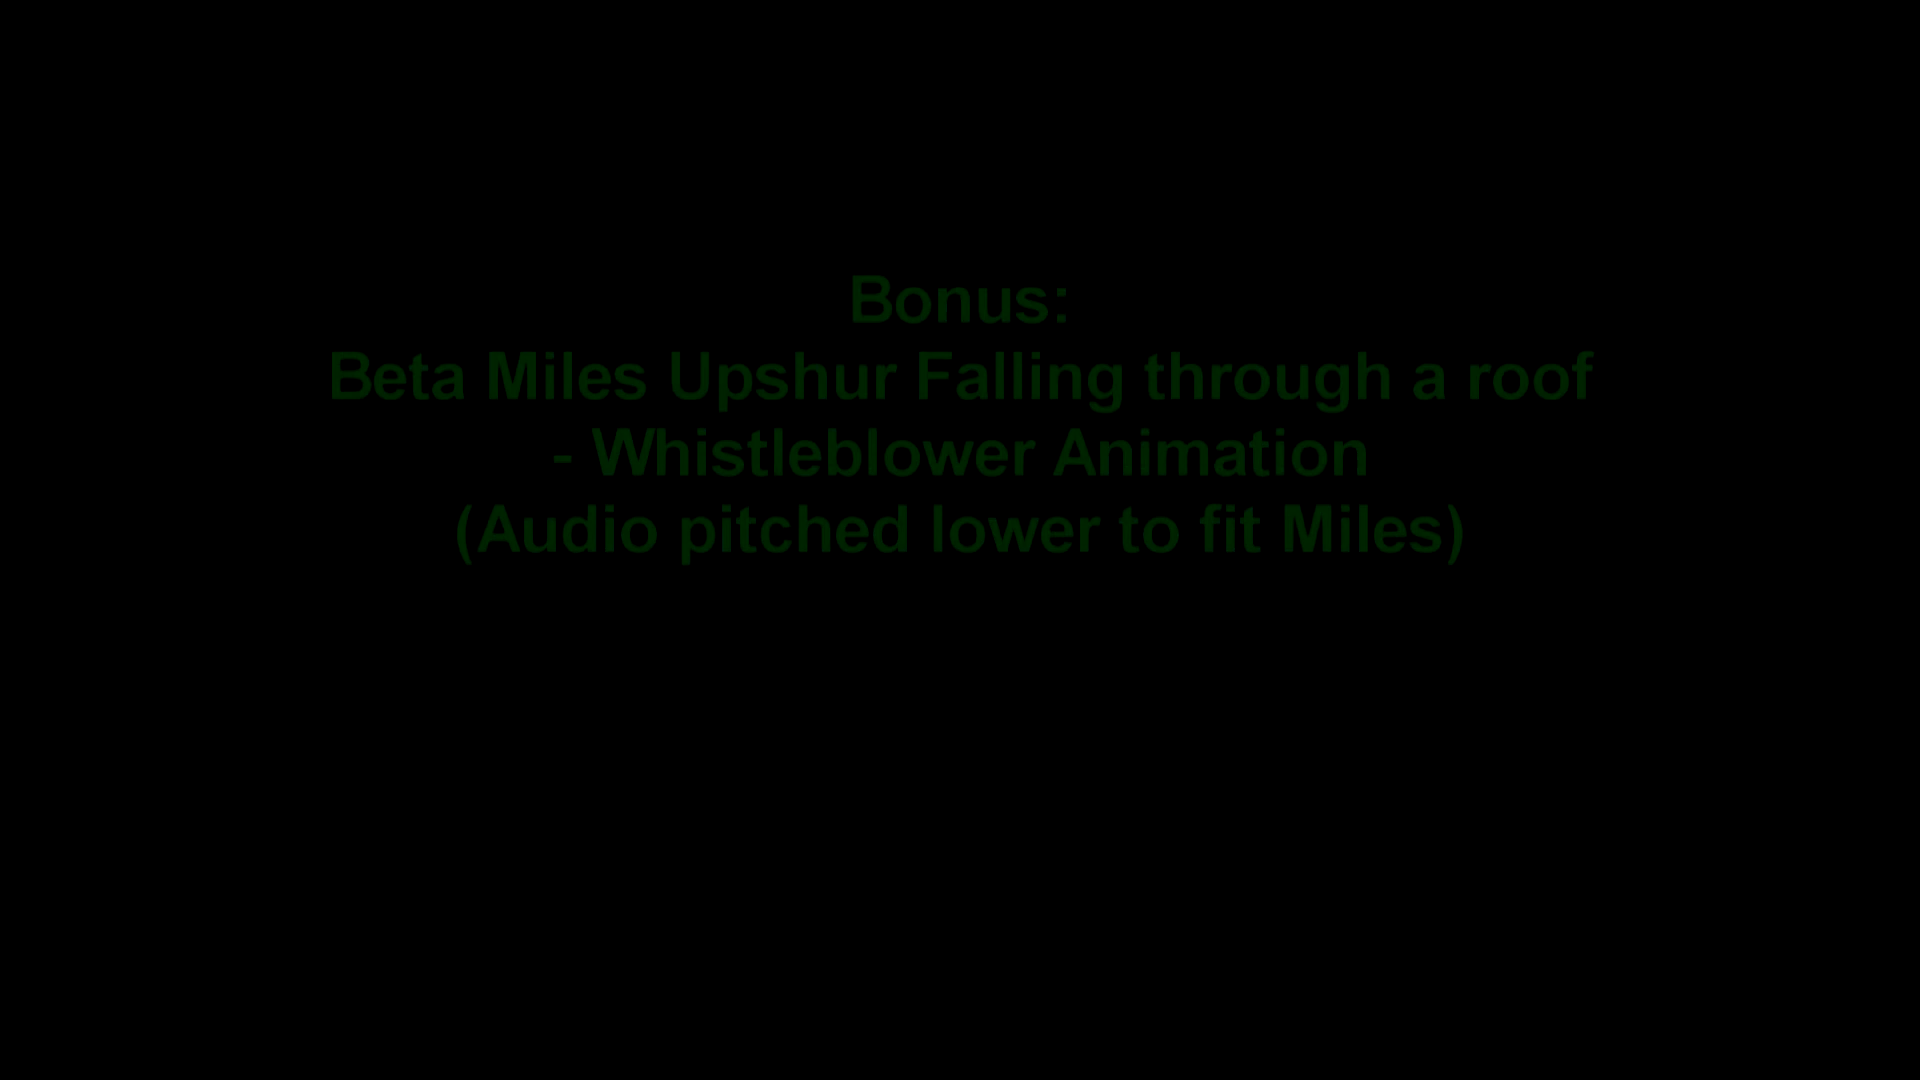 Bonus:
Beta Miles Upshur Falling through a roof
- Whistleblower Animation
(Audio pitched lower to fit Miles)